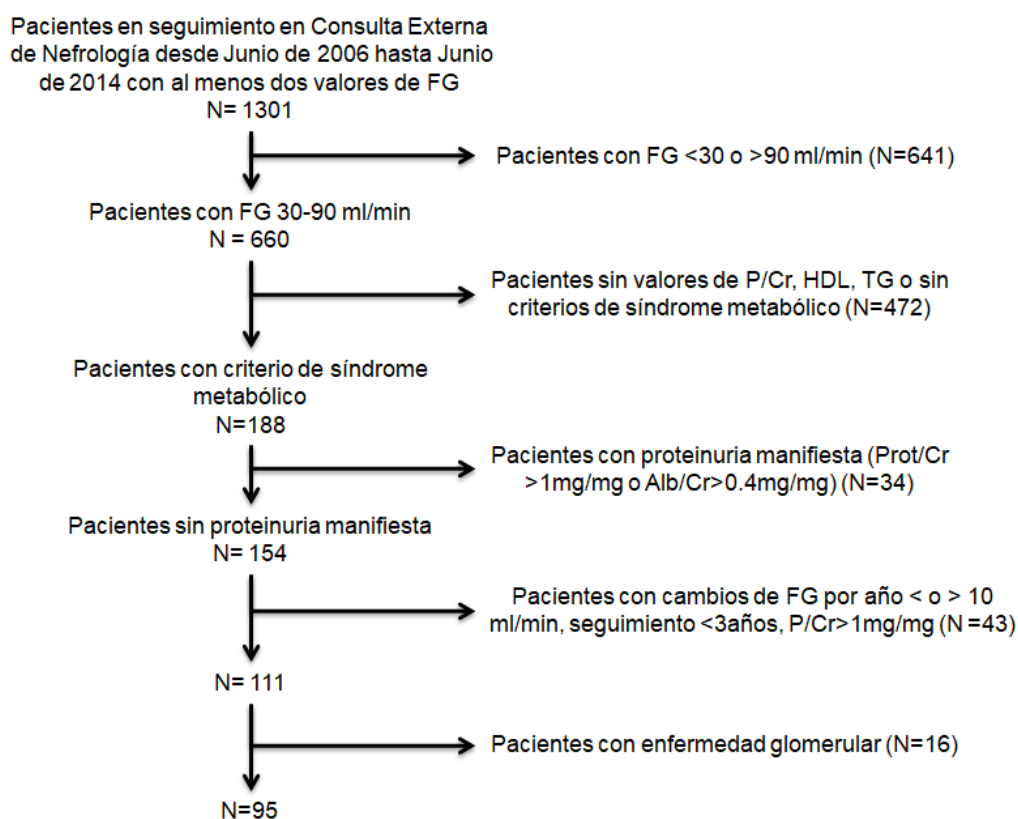 Pacientes en seguimiento en Consulta Externa
de Nefrología desde Junio de 2006 hasta Junio
de 2014 con al menos dos valores de FG
N= 1301
Pacientes con FG <30 o >90 ml/min (N=641)
Pacientes con FG 30-90 ml/min
N = 660
Pacientes sin valores de P/Cr, HDL, TG o sin
criterios de síndrome metabólico (N=472)
Pacientes con criterio de síndrome
metabólico
N=188
Pacientes con proteinuria manifiesta (Prot/Cr
>1mg/mg o Alb/Cr>0.4mg/mg) (N=34)
Pacientes sin proteinuria manifiesta
N= 154
Pacientes con cambios de FG por año < o > 10
ml/min, seguimiento <3años, P/Cr>1mg/mg (N =43)
N= 111
Pacientes con enfermedad glomerular (N=16)
N=95